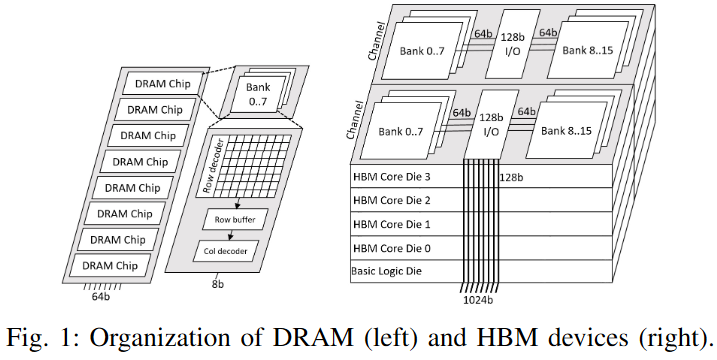 DRAM Chip
DRAM Chip
DRAM Chip
DRAM Chip
DRAM Chip
DRAM Chip
DRAM Chip
DRAM Chip
64b
Bank
0..7
Row decoder
Row buffer
Col decoder
8b
Channel
Bank 0..7
64b
128b
I/O
64b
Bank 8..15
Channel
Bank 0..7
64b
128b
I/O
64b
Bank 8..15
HBM Core Die 3
128b
HBM Core Die 2
HBM Core Die 1
HBM Core Die 0
Basic Logic Die
1024b
Fig. 1: Organization of DRAM (left) and HBM devices (right).